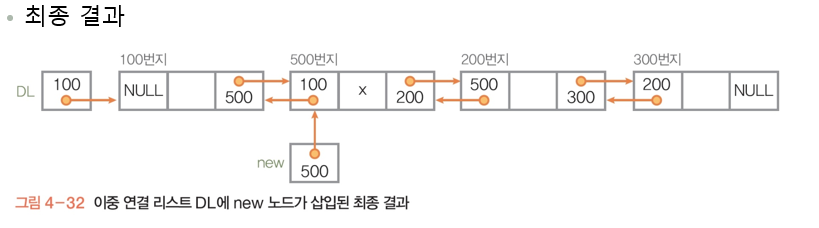 • 최종 결과
100번지 500번지 200번지 300번지
DL 100 NULL 500 100 x 200 500 300 200 NULL
new 500
그림 4-32 이중 연결 리스트 DL에 new 노드가 삽입된 최종 결과